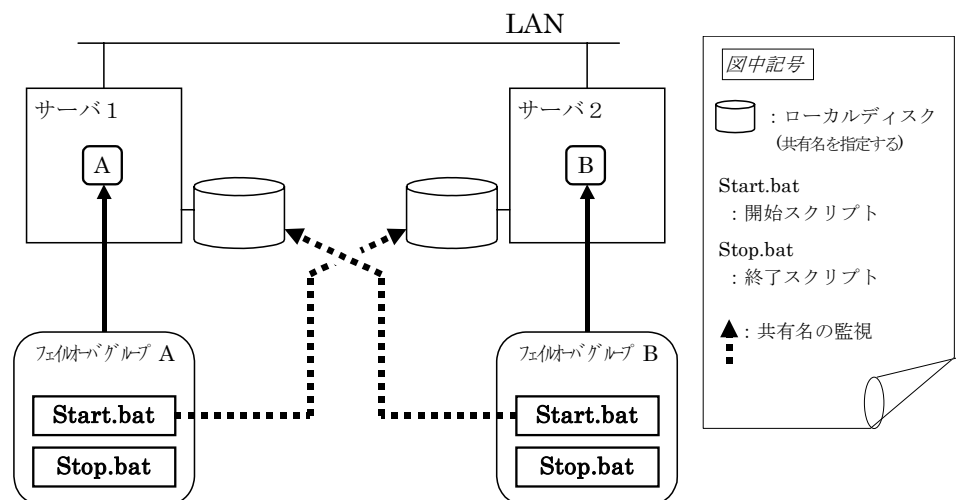 LAN
サーバ１
A
サーバ２
B
フェイルオーバグループ A
Start.bat
Stop.bat
フェイルオーバグループ B
Start.bat
Stop.bat
図中記号
：ローカルディスク
(共有名を指定する)
Start.bat
：開始スクリプト
Stop.bat
：終了スクリプト
：共有名の監視